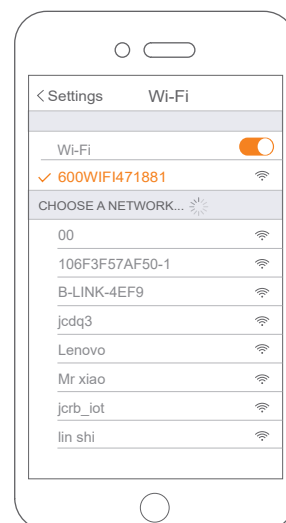 Settings Wi-Fi
Wi-Fi
600WIFI471881
CHOOSE A NETWORK...
00
106F3F57AF50-1
B-LINK-4EF9
jcdq3
Lenovo
Mr xiao
jcrb_iot
lin shi